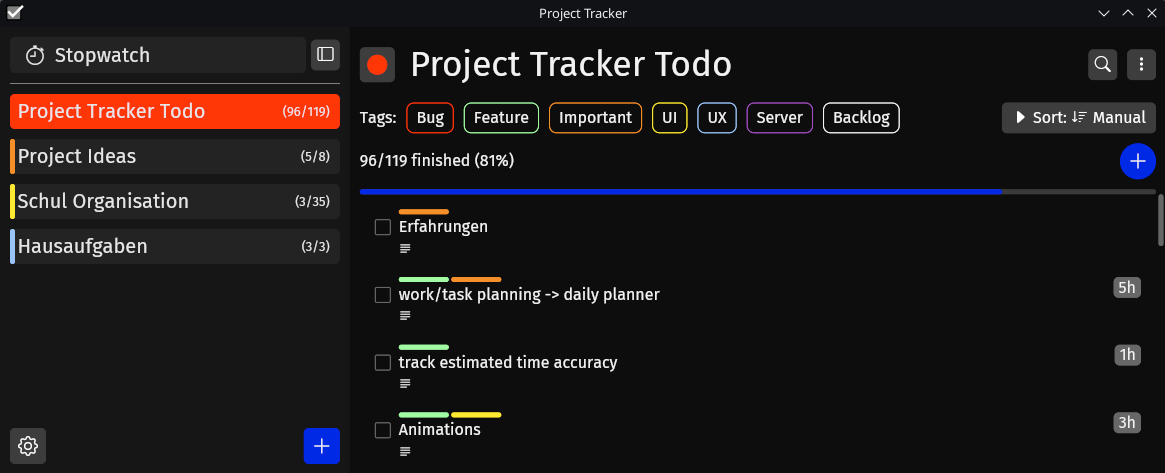 Project Tracker
Stopwatch
Project Tracker Todo (96/119)
Project Ideas (5/8)
Schul Organisation (3/35)
Hausaufgaben (3/3)
Project Tracker Todo
Tags: Bug Feature Important UI UX Server Backlog Sort: Manual
96/119 finished (81%)
Erfahrungen
work/task planning -> daily planner 5h
track estimated time accuracy 1h
Animations 3h